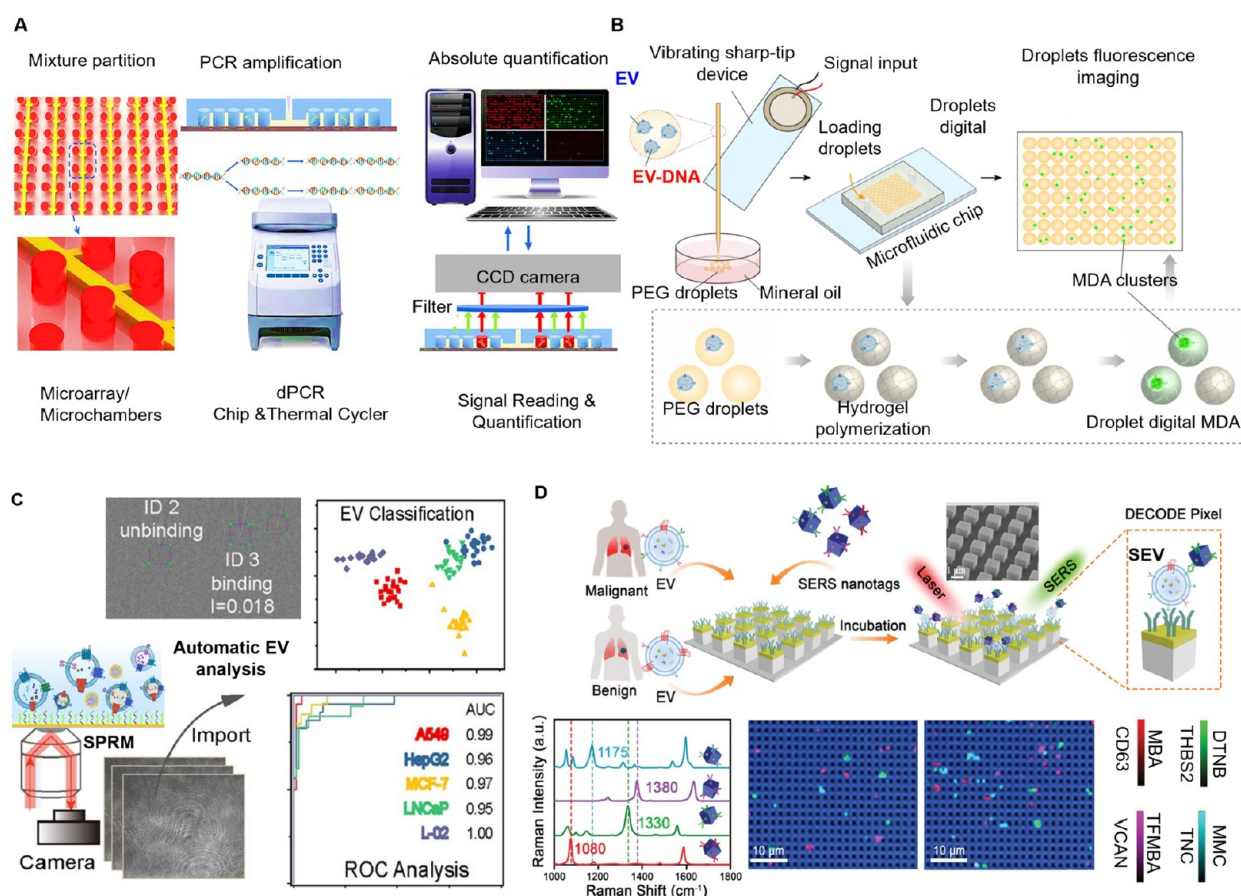 A
Mixture partition
PCR amplification
Absolute quantification
CCD camera
Filter
Microarray/
Microchambers
dPCR
Chip &Thermal Cycler
Signal Reading &
Quantification
B
Vibrating sharp-tip
device
Signal input
Droplets fluorescence
imaging
EV
EV-DNA
Loading
droplets
Droplets
digital
Microfluidic chip
PEG droplets
Mineral oil
MDA clusters
PEG droplets
Hydrogel
polymerization
Droplet digital MDA
C
ID 2
unbinding
ID 3
binding
I=0.018
EV Classification
Automatic EV
analysis
SPRM
Import
Camera
AUC
A549 0.99
HepG2 0.96
MCF-7 0.97
LNCaP 0.95
L-02 1.00
ROC Analysis
D
Malignant
EV
SERS nanotags
1 μm
DECODE Pixel
SEV
Laser
SERS
Incubation
Benign
EV
Raman Intensity (a.u.)
1175
1380
1330
1080
1000 1200 1400 1600 1800
Raman Shift (cm⁻¹)
10 μm
10 μm
CD63
MBA
THBS2
DTNB
VCAN
TFMBA
TNC
MMC